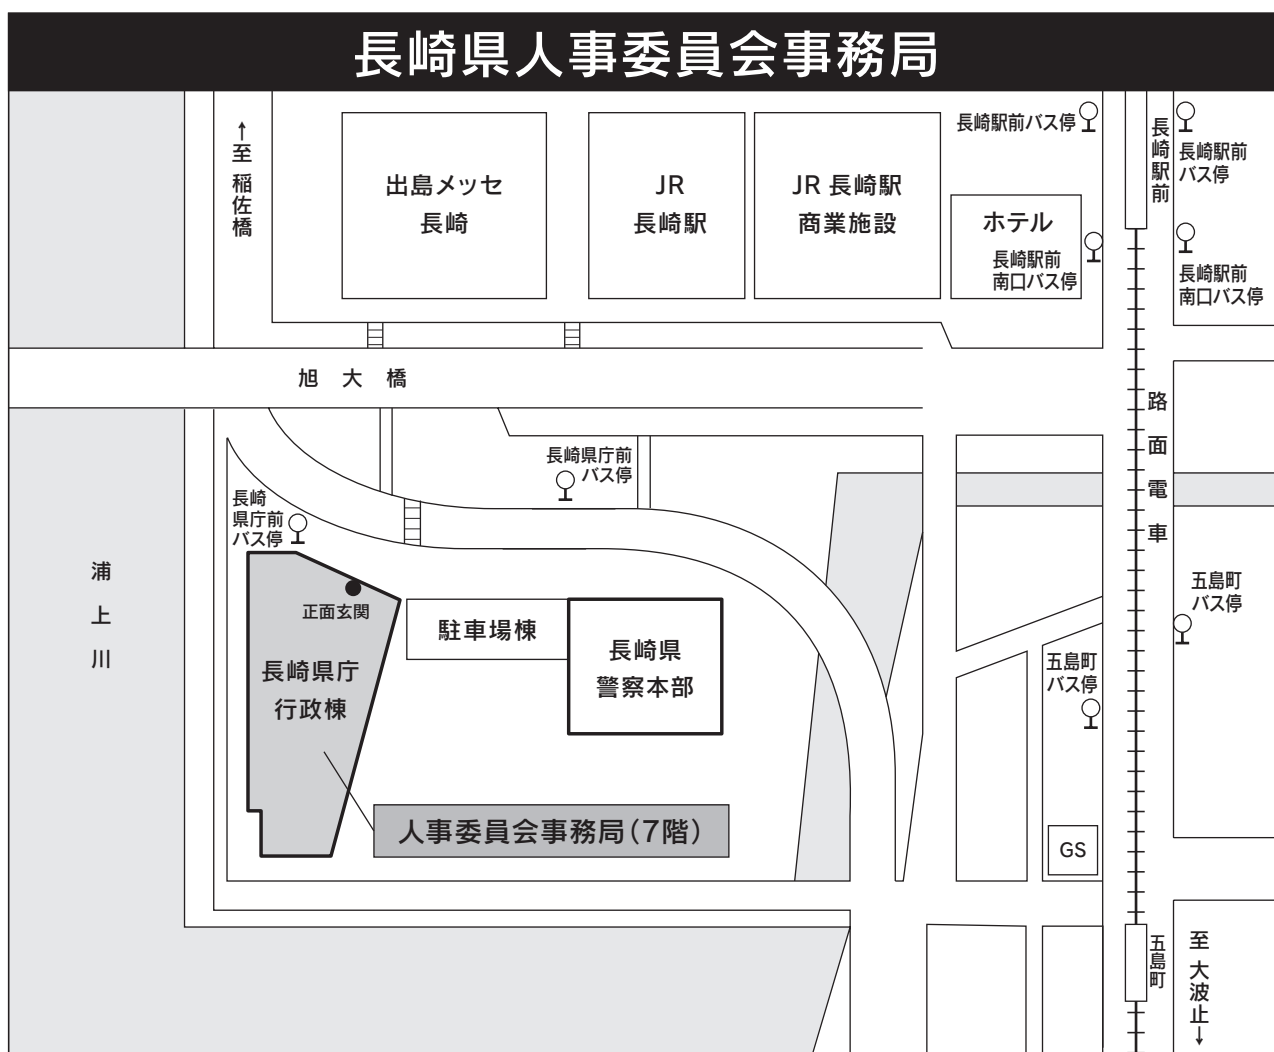 長崎県人事委員会事務局
←至 稲佐橋
出島メッセ
長崎
JR
長崎駅
JR 長崎駅
商業施設
長崎駅前バス停
ホテル
長崎駅前
南口バス停
長崎駅前
長崎駅前
バス停
長崎駅前
南口バス停
旭大橋
路面電車
長崎県庁前
バス停
長崎
県庁前
バス停
浦上川
正面玄関
長崎県庁
行政棟
駐車場棟
長崎県
警察本部
五島町
バス停
五島町
バス停
人事委員会事務局（7階）
GS
五島町
至 大波止→